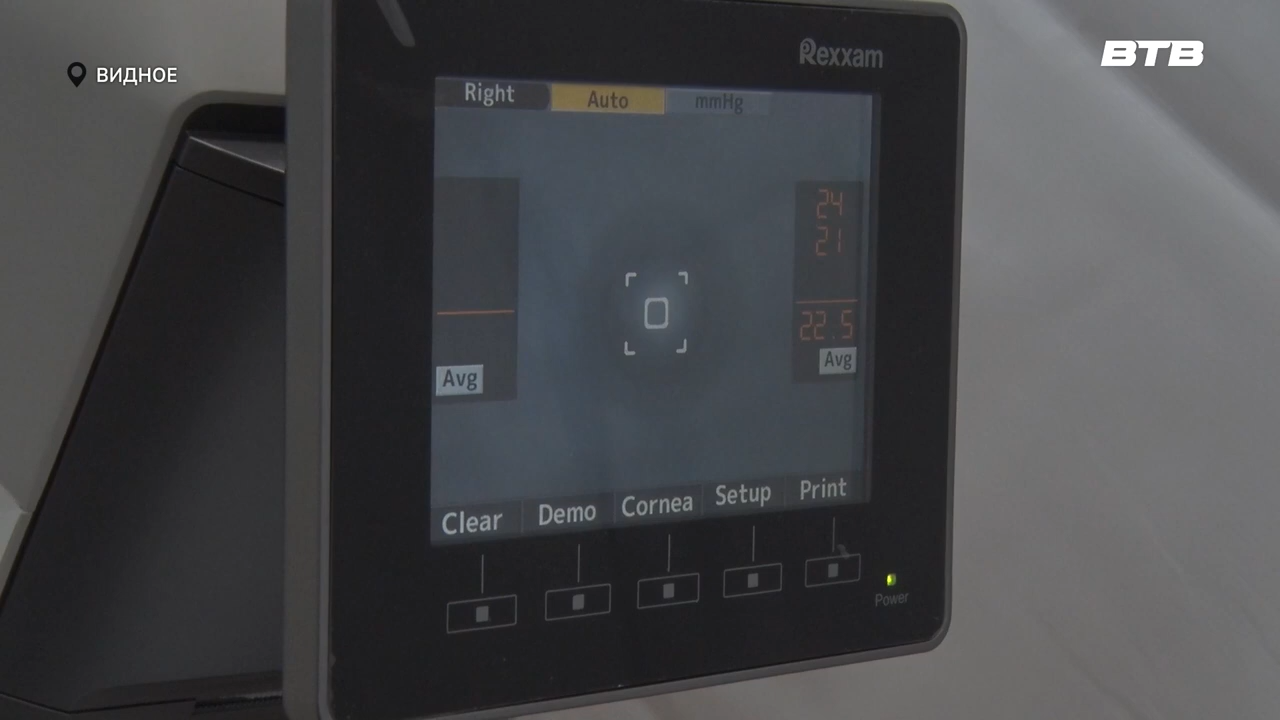 ВИДНОЕ
ВТВ
Rexxam
Right Auto mmHg
24
21
22.5
Avg
Avg
Clear Demo Cornea Setup Print
Power